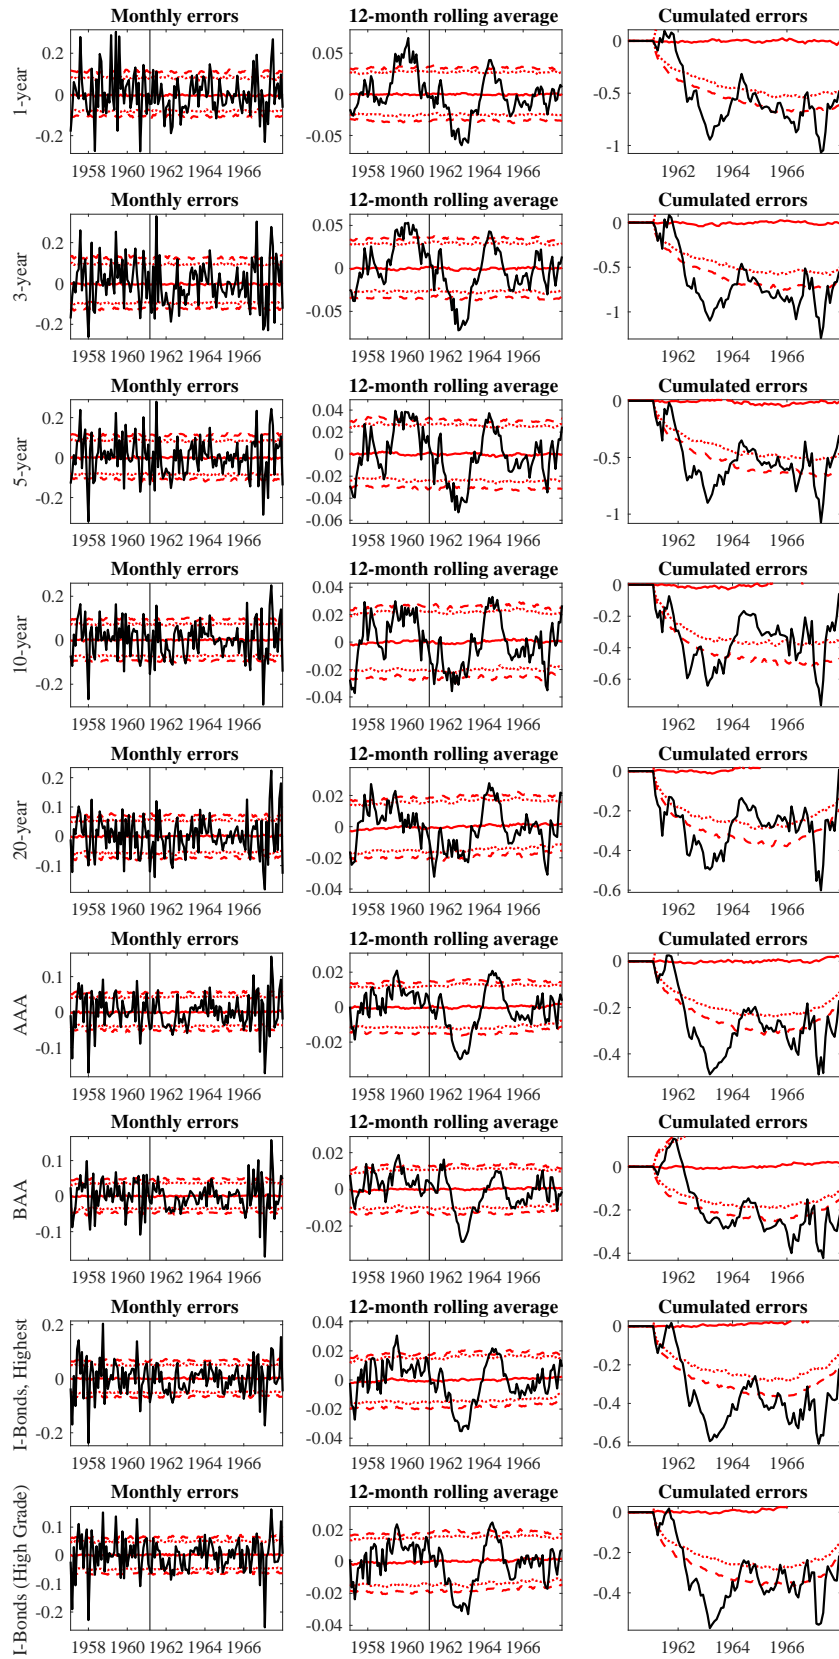 Monthly errors 12-month rolling average Cumulated errors
1-year
0.2 0 -0.2
0.05 0 -0.05
0 -0.5 -1
1958 1960 1962 1964 1966 1958 1960 1962 1964 1966 1962 1964 1966
Monthly errors 12-month rolling average Cumulated errors
3-year
0.2 0 -0.2
0.05 0 -0.05
0 -0.5 -1
1958 1960 1962 1964 1966 1958 1960 1962 1964 1966 1962 1964 1966
Monthly errors 12-month rolling average Cumulated errors
5-year
0.2 0 -0.2
0.04 0.02 0 -0.02 -0.04 -0.06
0 -0.5 -1
1958 1960 1962 1964 1966 1958 1960 1962 1964 1966 1962 1964 1966
Monthly errors 12-month rolling average Cumulated errors
10-year
0.2 0 -0.2
0.04 0.02 0 -0.02 -0.04
0 -0.2 -0.4 -0.6
1958 1960 1962 1964 1966 1958 1960 1962 1964 1966 1962 1964 1966
Monthly errors 12-month rolling average Cumulated errors
20-year
0.2 0.1 0 -0.1
0.02 0 -0.02 -0.04
0 -0.2 -0.4 -0.6
1958 1960 1962 1964 1966 1958 1960 1962 1964 1966 1962 1964 1966
Monthly errors 12-month rolling average Cumulated errors
AAA
0.1 0 -0.1
0.02 0 -0.02
0 -0.2 -0.4
1958 1960 1962 1964 1966 1958 1960 1962 1964 1966 1962 1964 1966
Monthly errors 12-month rolling average Cumulated errors
BAA
0.1 0 -0.1
0.02 0 -0.02
0 -0.2 -0.4
1958 1960 1962 1964 1966 1958 1960 1962 1964 1966 1962 1964 1966
Monthly errors 12-month rolling average Cumulated errors
I-Bonds, Highest
0.2 0 -0.2
0.04 0.02 0 -0.02 -0.04
0 -0.2 -0.4 -0.6
1958 1960 1962 1964 1966 1958 1960 1962 1964 1966 1962 1964 1966
Monthly errors 12-month rolling average Cumulated errors
I-Bonds (High Grade)
0.1 0 -0.1 -0.2
0.02 0 -0.02 -0.04
0 -0.2 -0.4
1958 1960 1962 1964 1966 1958 1960 1962 1964 1966 1962 1964 1966